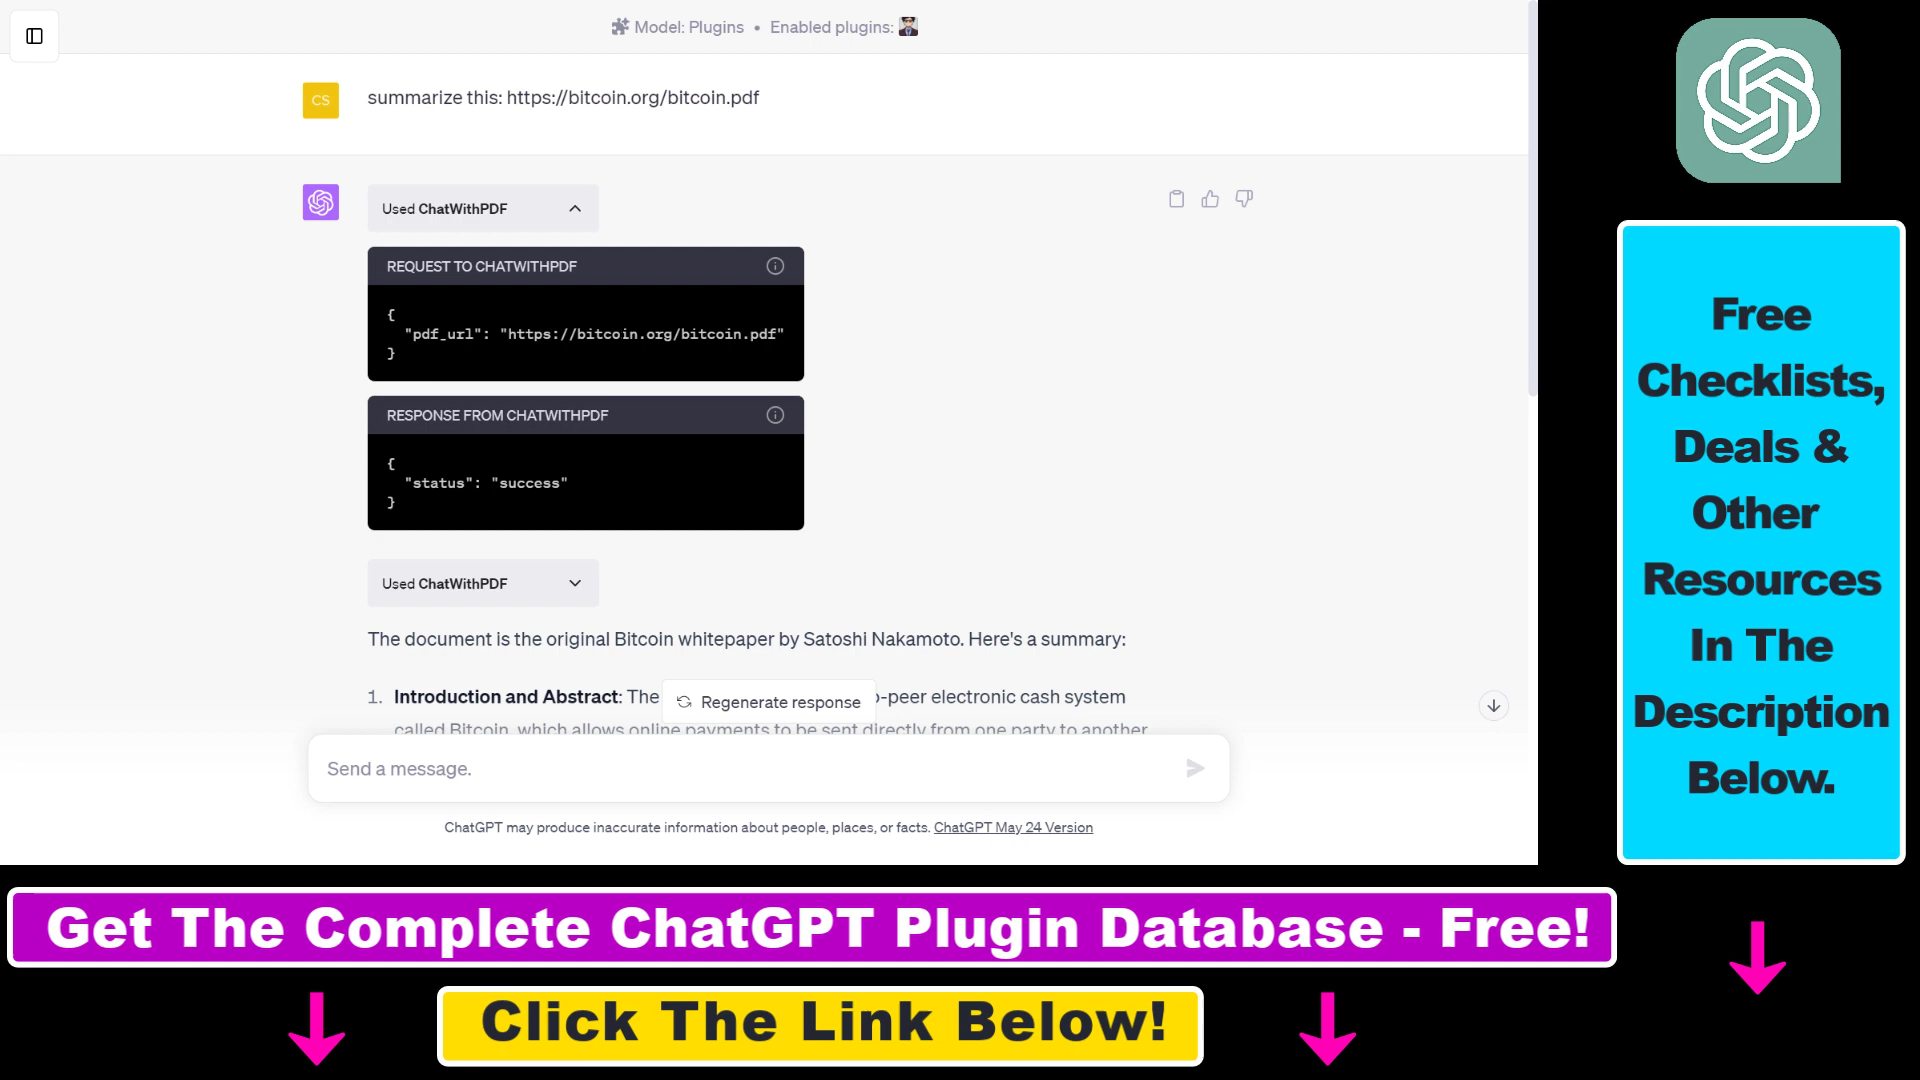 Model: Plugins • Enabled plugins:
CS
summarize this: https://bitcoin.org/bitcoin.pdf
Used ChatWithPDF
REQUEST TO CHATWITHPDF
{
"pdf_url": "https://bitcoin.org/bitcoin.pdf"
}
RESPONSE FROM CHATWITHPDF
{
"status": "success"
}
Used ChatWithPDF
The document is the original Bitcoin whitepaper by Satoshi Nakamoto. Here's a summary:
1. Introduction and Abstract: The
-peer electronic cash system
Regenerate response
called Bitcoin, which allows online payments to be sent directly from one party to another
Send a message.
ChatGPT may produce inaccurate information about people, places, or facts. ChatGPT May 24 Version
Free
Checklists,
Deals &
Other
Resources
In The
Description
Below.
Get The Complete ChatGPT Plugin Database - Free!
Click The Link Below!